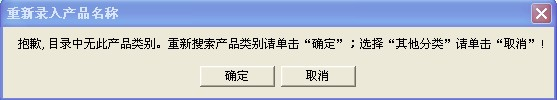 重新录入产品名称
抱歉,目录中无此产品类别。重新搜索产品类别请单击“确定”；选择“其他分类”请单击“取消”!
确定
取消